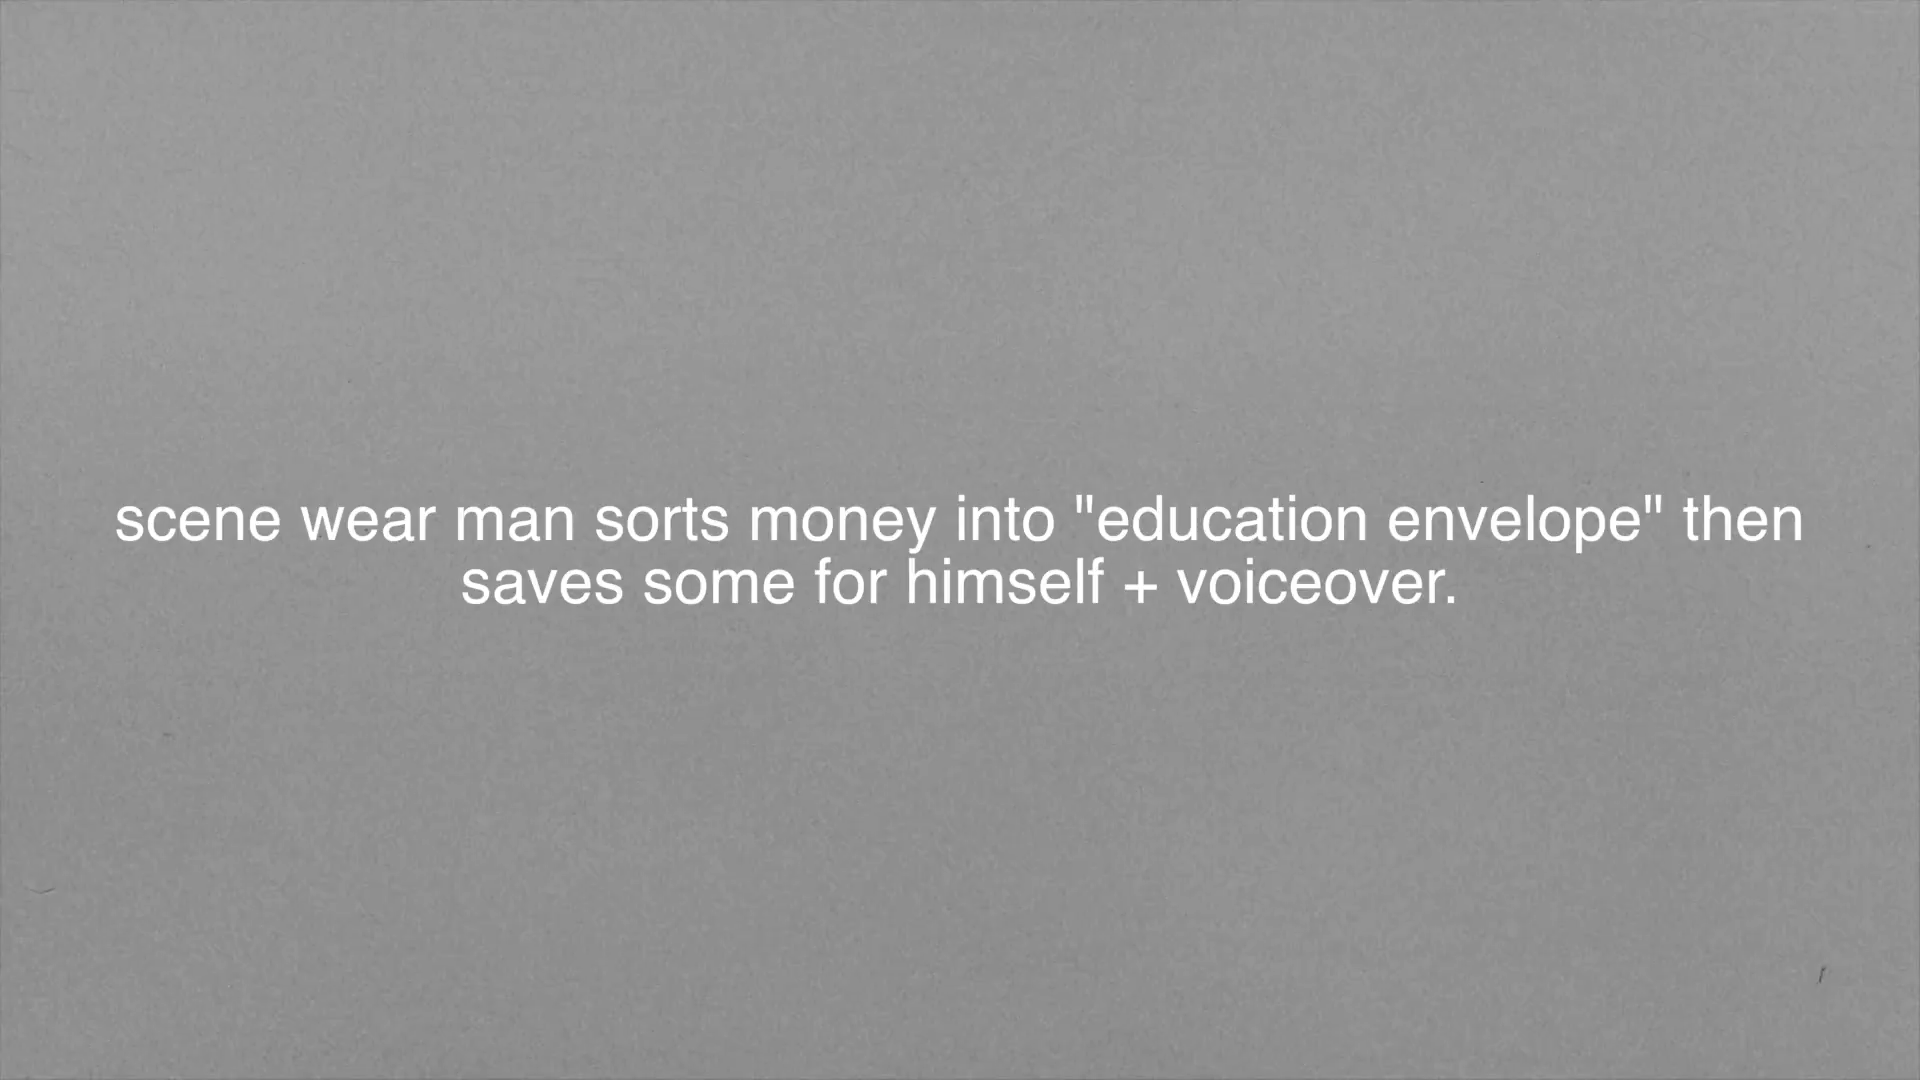 scene wear man sorts money into "education envelope" then
saves some for himself + voiceover.